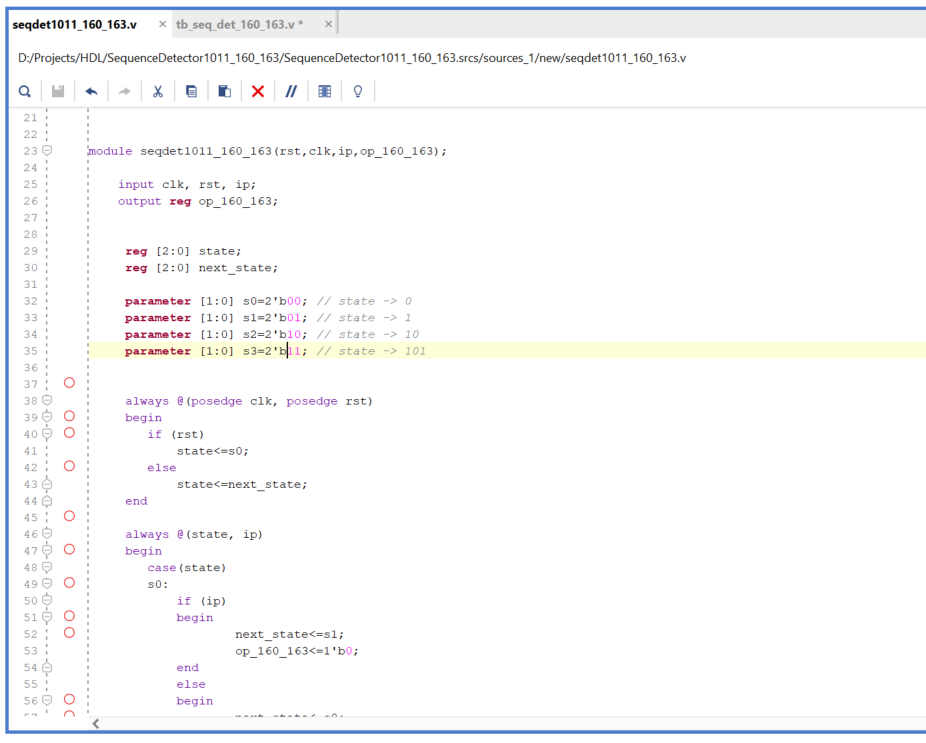 seqdet1011_160_163.v × tb_seq_det_160_163.v * ×
D:/Projects/HDL/SequenceDetector1011_160_163/SequenceDetector1011_160_163.srcs/sources_1/new/seqdet1011_160_163.v
21
22
23 module seqdet1011_160_163(rst,clk,ip,op_160_163);
24
25 input clk, rst, ip;
26 output reg op_160_163;
27
28
29 reg [2:0] state;
30 reg [2:0] next_state;
31
32 parameter [1:0] s0=2'b00; // state -> 0
33 parameter [1:0] s1=2'b01; // state -> 1
34 parameter [1:0] s2=2'b10; // state -> 10
35 parameter [1:0] s3=2'b11; // state -> 101
36
37
38 always @(posedge clk, posedge rst)
39 begin
40 if (rst)
41 state<=s0;
42 else
43 state<=next_state;
44 end
45
46 always @(state, ip)
47 begin
48 case(state)
49 s0:
50 if (ip)
51 begin
52 next_state<=s1;
53 op_160_163<=1'b0;
54 end
55 else
56 begin